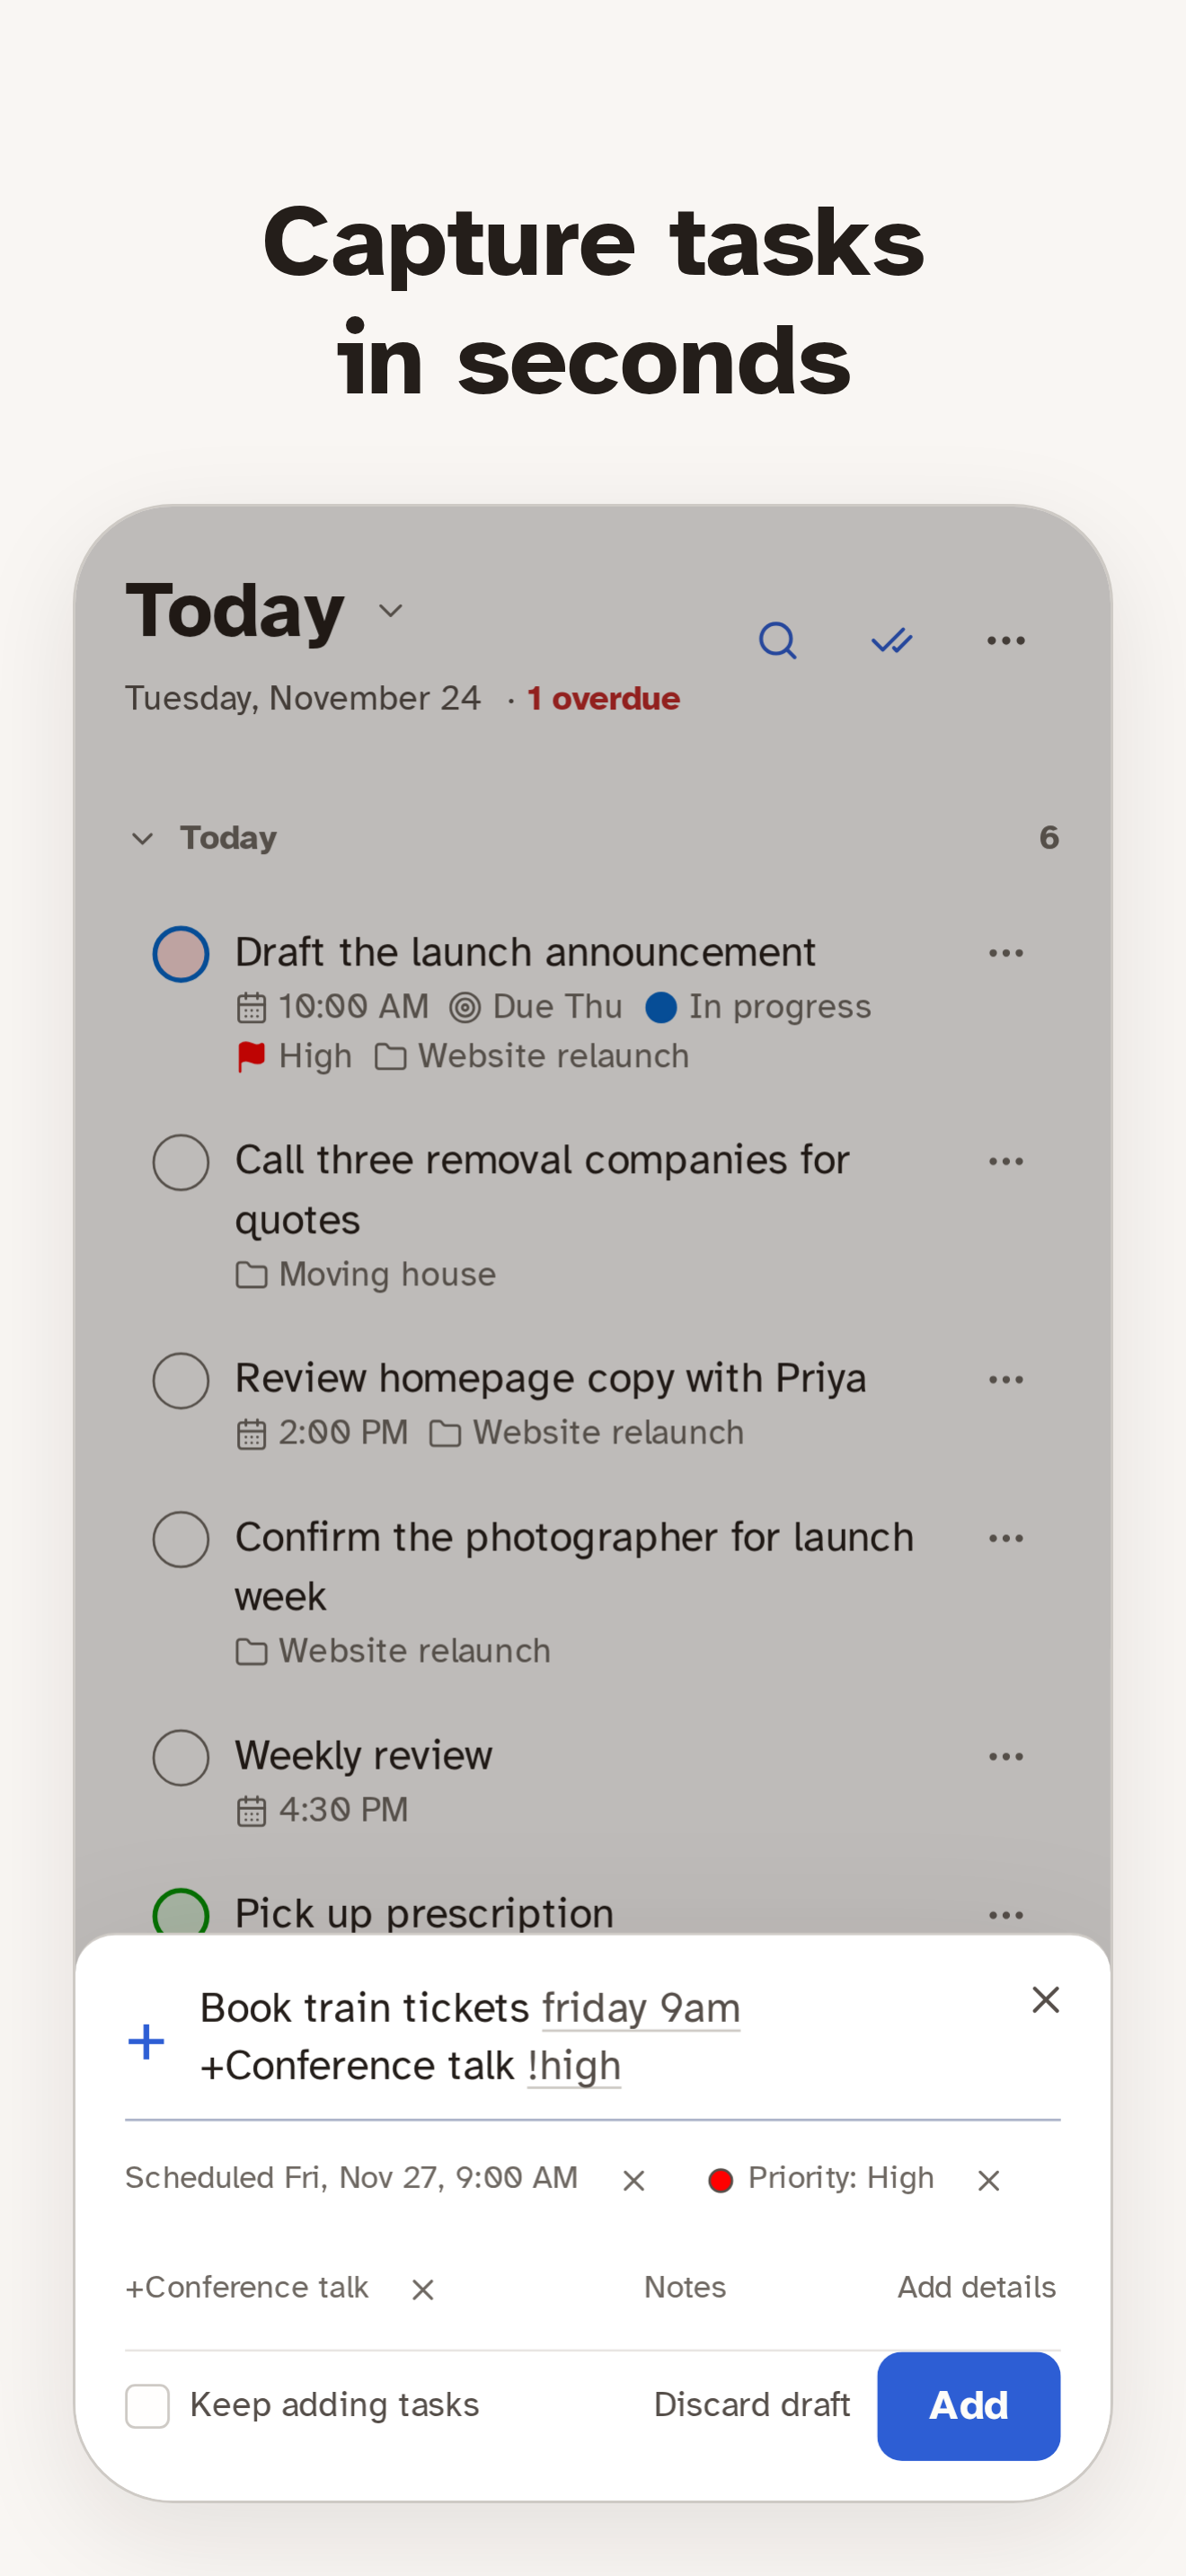 Capture tasks
in seconds
Today
Tuesday, November 24 · 1 overdue
Today 6
Draft the launch announcement
10:00 AM Due Thu In progress
High Website relaunch
Call three removal companies for
quotes
Moving house
Review homepage copy with Priya
2:00 PM Website relaunch
Confirm the photographer for launch
week
Website relaunch
Weekly review
4:30 PM
Pick up prescription
Book train tickets friday 9am
+Conference talk !high
Scheduled Fri, Nov 27, 9:00 AM Priority: High
+Conference talk Notes Add details
Keep adding tasks Discard draft Add